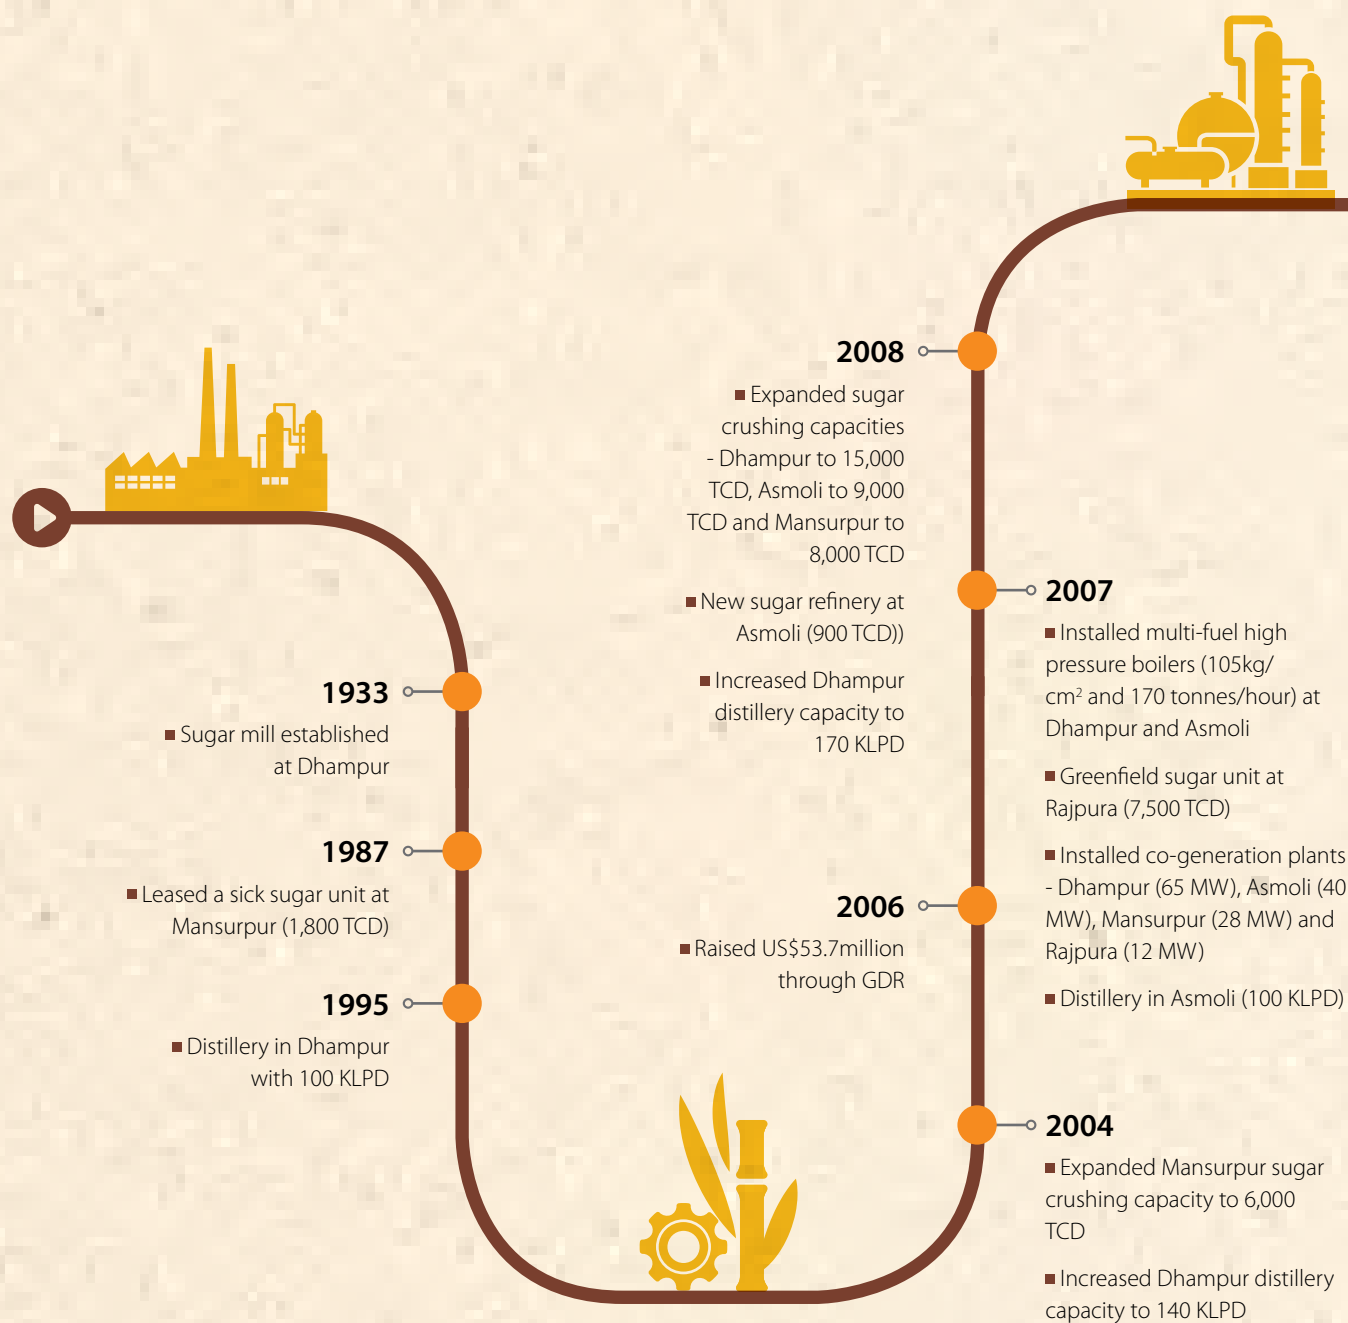 1933
■ Sugar mill established
at Dhampur
1987
■ Leased a sick sugar unit at
Mansurpur (1,800 TCD)
1995
■ Distillery in Dhampur
with 100 KLPD
2004
■ Expanded Mansurpur sugar
crushing capacity to 6,000
TCD
■ Increased Dhampur distillery
capacity to 140 KLPD
2006
■ Raised US$53.7million
through GDR
2007
■ Installed multi-fuel high
pressure boilers (105kg/
cm² and 170 tonnes/hour) at
Dhampur and Asmoli
■ Greenfield sugar unit at
Rajpura (7,500 TCD)
■ Installed co-generation plants
- Dhampur (65 MW), Asmoli (40
MW), Mansurpur (28 MW) and
Rajpura (12 MW)
■ Distillery in Asmoli (100 KLPD)
2008
■ Expanded sugar
crushing capacities
- Dhampur to 15,000
TCD, Asmoli to 9,000
TCD and Mansurpur to
8,000 TCD
■ New sugar refinery at
Asmoli (900 TCD))
■ Increased Dhampur
distillery capacity to
170 KLPD